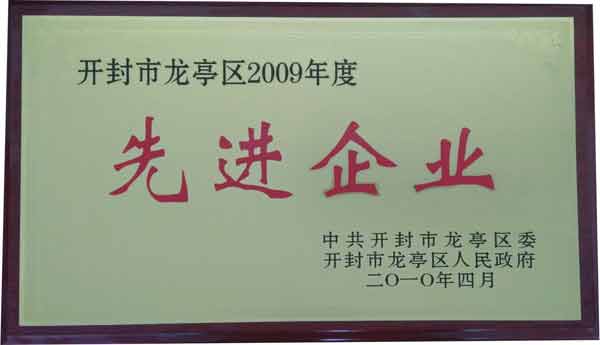 开封市龙亭区2009年度
先进企业
中共开封市龙亭区委
开封市龙亭区人民政府
二〇一〇年四月